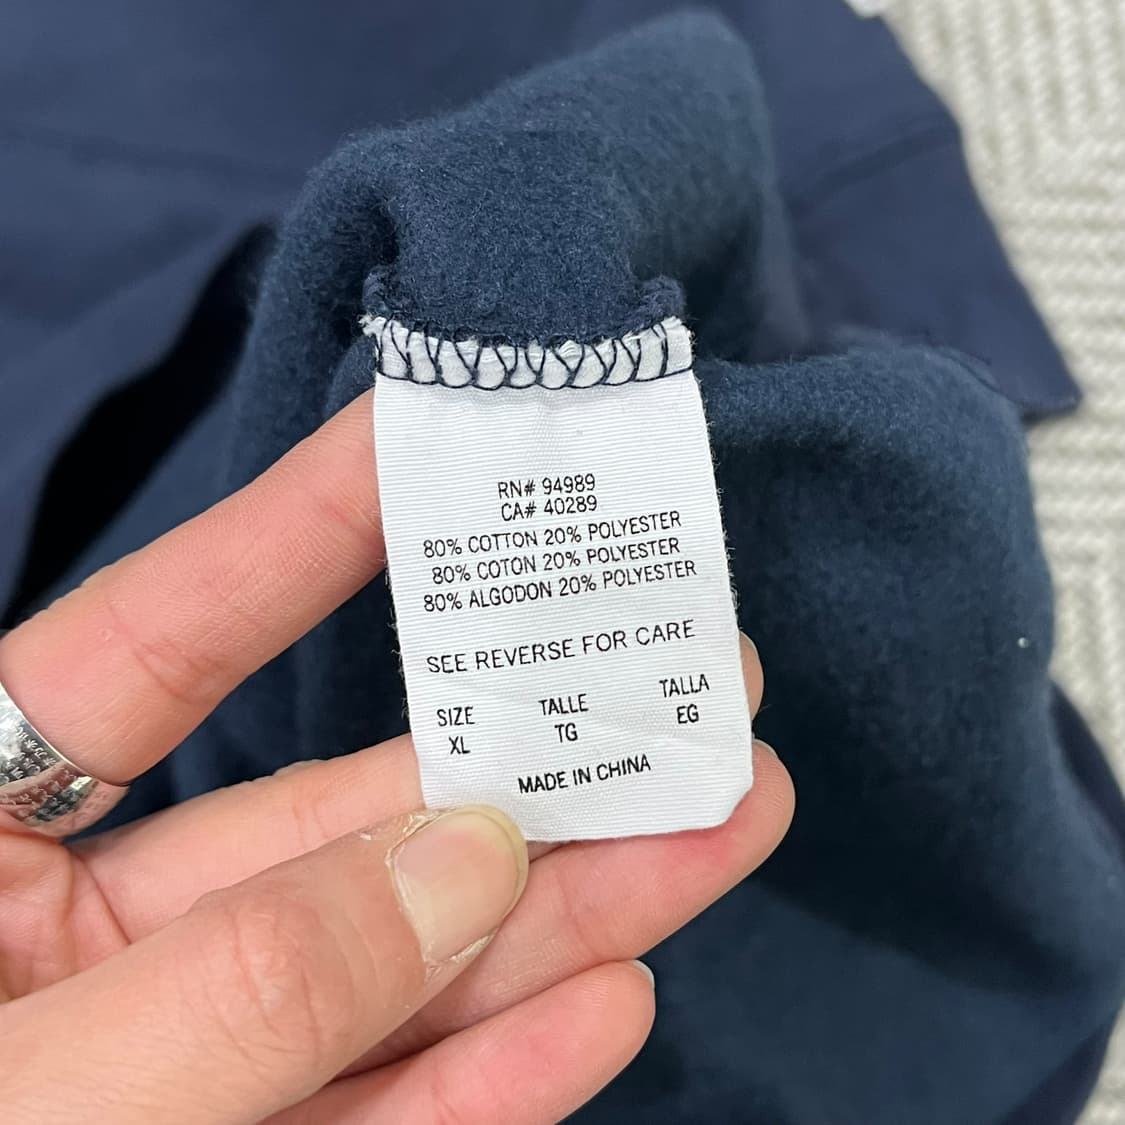 RN# 94989
CA# 40289
80% COTTON 20% POLYESTER
80% COTON 20% POLYESTER
80% ALGODON 20% POLYESTER
SEE REVERSE FOR CARE
SIZE TALLE TALLA
XL TG EG
MADE IN CHINA